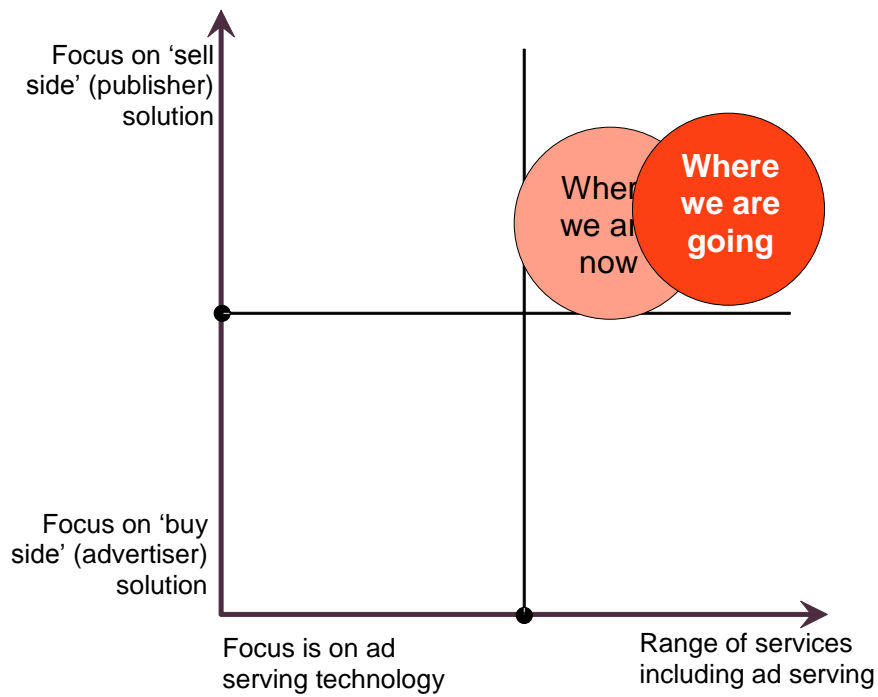 Focus on ‘sell
side’ (publisher)
solution
Wher
we ar
now
Where
we are
going
Focus on ‘buy
side’ (advertiser)
solution
Focus is on ad
serving technology
Range of services
including ad serving